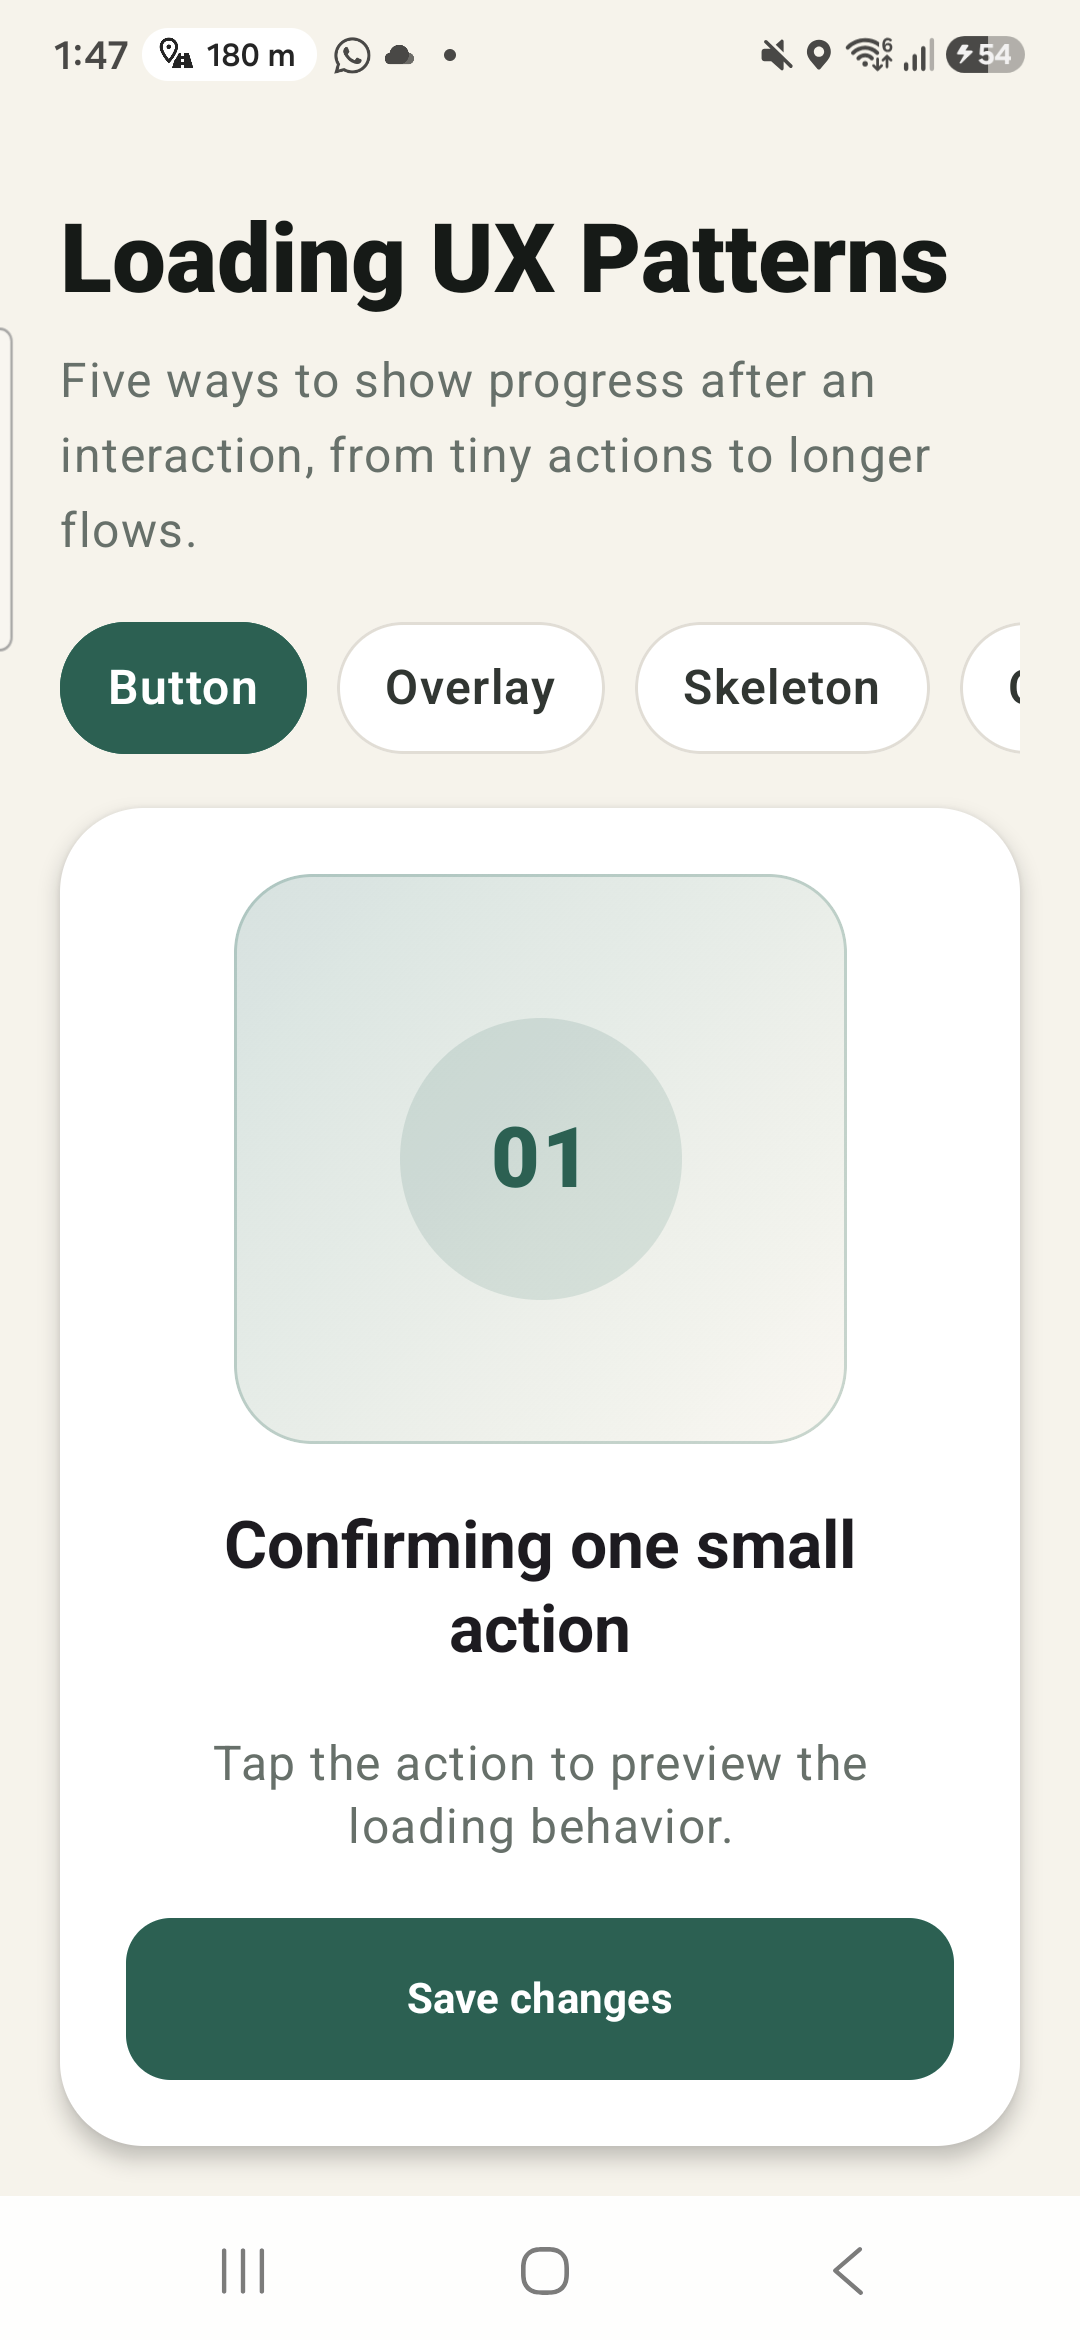 1:47 180 m 6 54
Loading UX Patterns
Five ways to show progress after an
interaction, from tiny actions to longer
flows.
Button Overlay Skeleton
Confirming one small
action
01
Tap the action to preview the
loading behavior.
Save changes